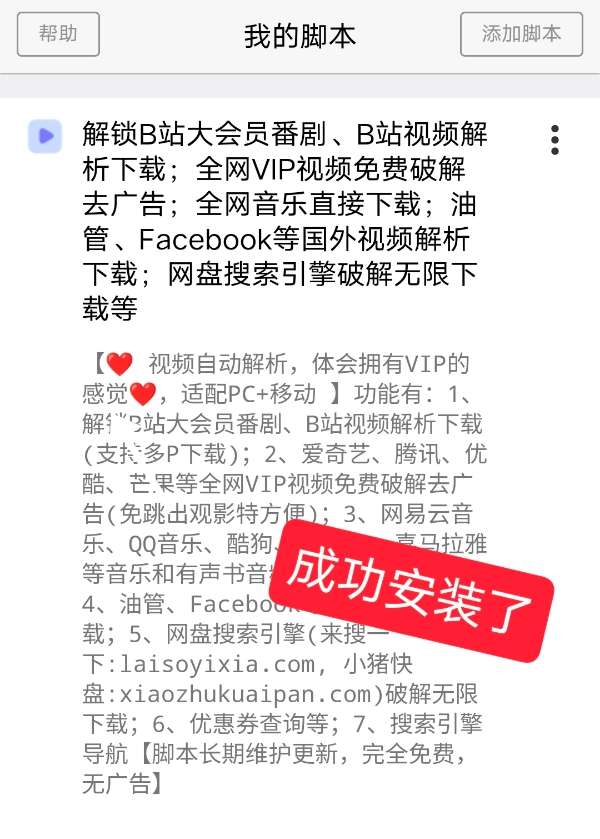 帮助
我的脚本
添加脚本
解锁B站大会员番剧、B站视频解
析下载；全网VIP视频免费破解
去广告；全网音乐直接下载；油
管、Facebook等国外视频解析
下载；网盘搜索引擎破解无限下
载等
【❤️ 视频自动解析，体会拥有VIP的
感觉❤️，适配PC+移动 】功能有：1、
解锁B站大会员番剧、B站视频解析下载
(支持多P下载)；2、爱奇艺、腾讯、优
酷、芒果等全网VIP视频免费破解去广
告(免跳出观影特方便)；3、网易云音
乐、QQ音乐、酷狗、喜马拉雅
等音乐和有声书音
成功安装了
4、油管、Facebook
载；5、网盘搜索引擎(来搜一
下:laisoyixia.com, 小猪快
盘:xiaozhukuaipan.com)破解无限
下载；6、优惠券查询等；7、搜索引擎
导航【脚本长期维护更新，完全免费，
无广告】